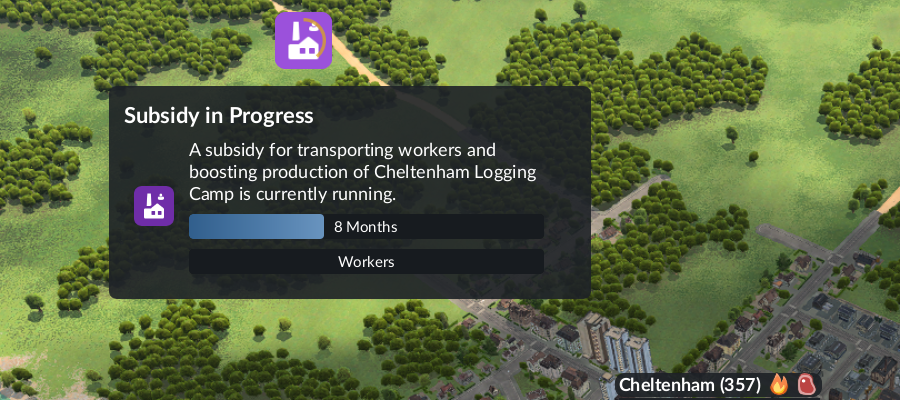 Subsidy in Progress
A subsidy for transporting workers and
boosting production of Cheltenham Logging
Camp is currently running.
8 Months
Workers
Cheltenham (357)